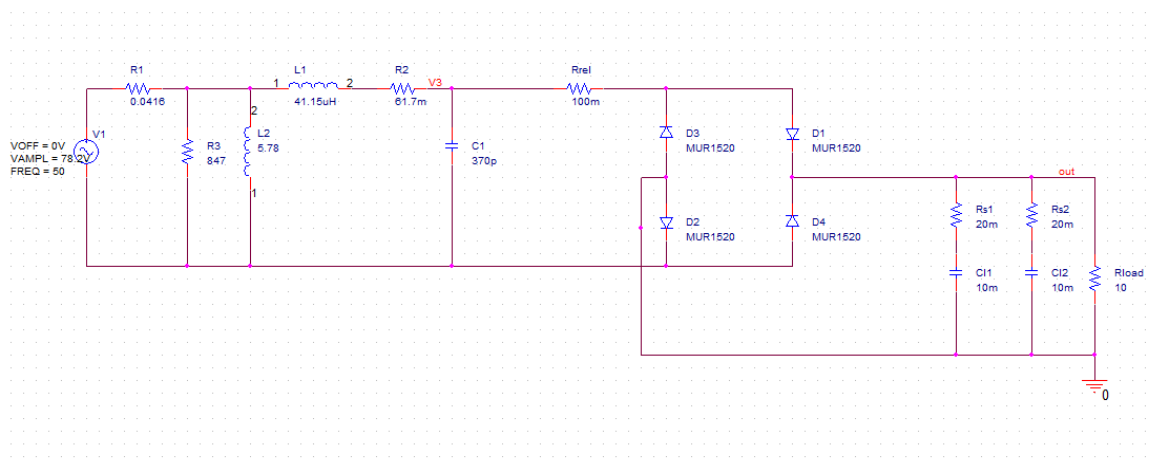 R1
0.0416
L1
1
2
41.15uH
R2
61.7m
V3
Rrel
100m
V1
VOFF = 0V
VAMPL = 78.2V
FREQ = 50
R3
847
2
L2
5.78
1
C1
370p
D3
MUR1520
D1
MUR1520
D2
MUR1520
D4
MUR1520
out
Rs1
20m
Rs2
20m
Cl1
10m
Cl2
10m
Rload
10
0